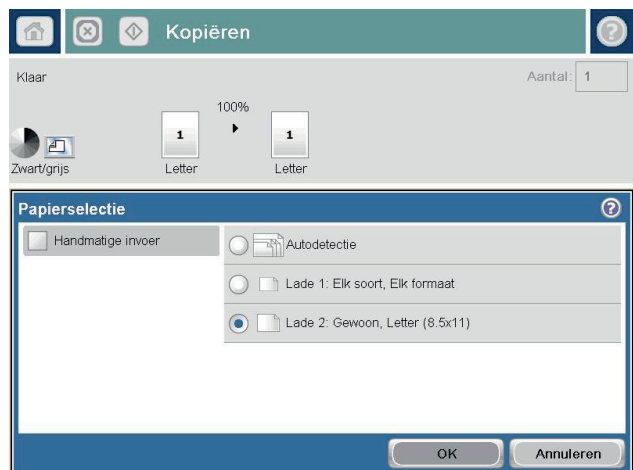 Kopiëren
?
Klaar
Aantal: 1
100%
1 1
Zwart/grijs Letter Letter
Papierselectie ?
Handmatige invoer
Autodetectie
Lade 1: Elk soort, Elk formaat
Lade 2: Gewoon, Letter (8.5x11)
OK Annuleren